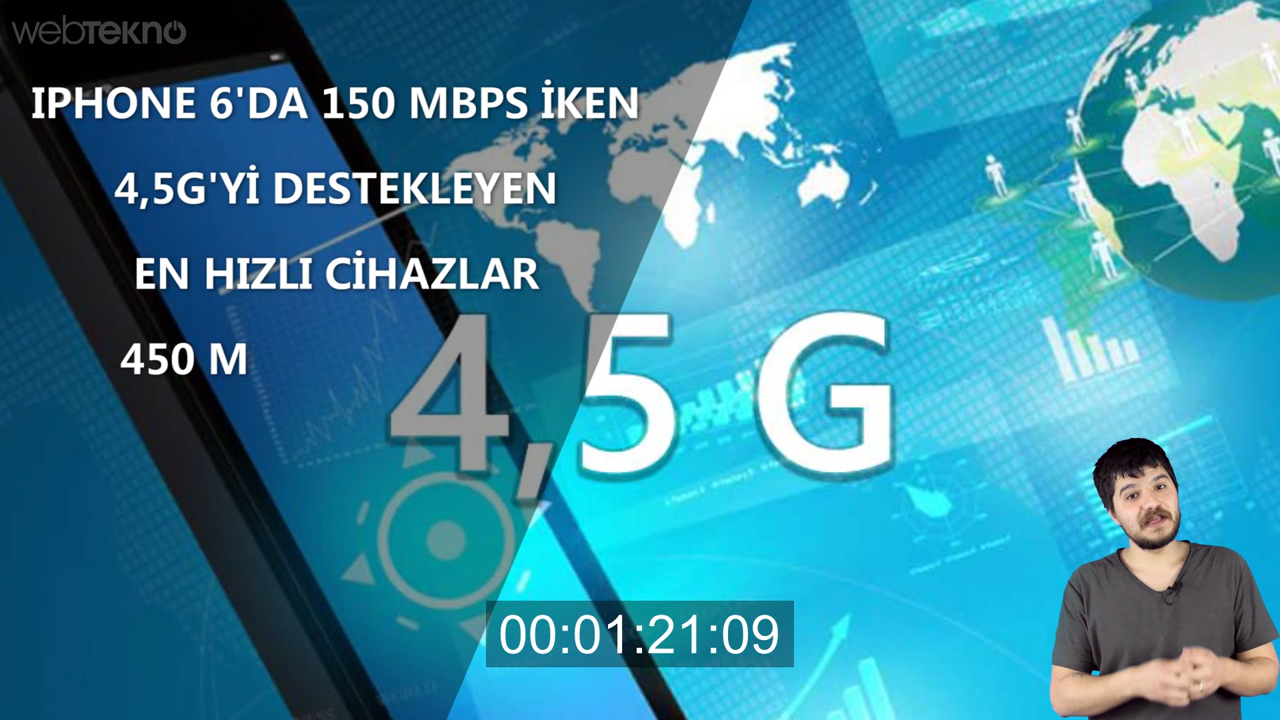 webTEKNO
IPHONE 6'DA 150 MBPS İKEN
4,5G'Yİ DESTEKLEYEN
EN HIZLI CİHAZLAR
450 M
4,5 G
00:01:21:09